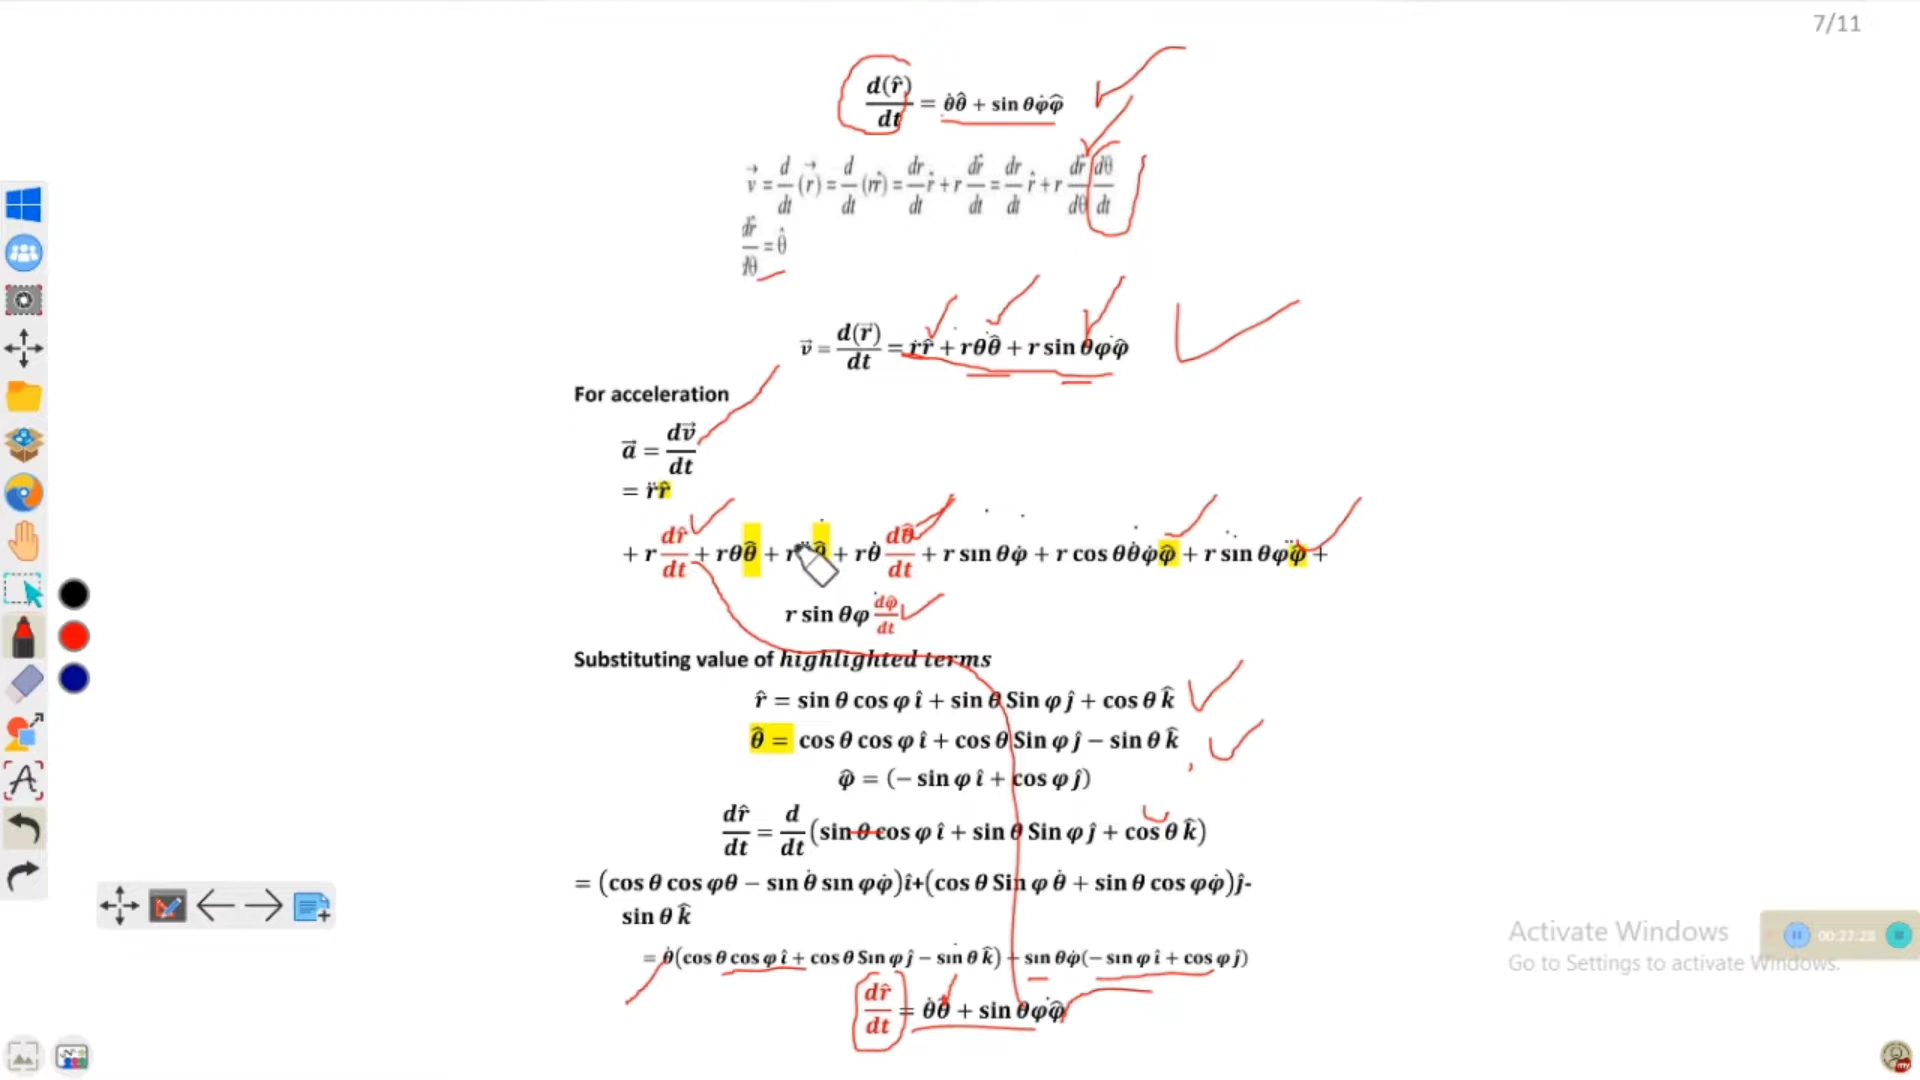 7/11
d(r̂)/dt = θ̇θ̂ + sin θφ̇φ̂
v⃗ = d/dt (r⃗) = d/dt (rr̂) = dr/dt r̂ + r dr̂/dt = dr/dt r̂ + r dr̂/dθ dθ/dt
dr̂/dθ = θ̂
v⃗ = d(r⃗)/dt = ṙr̂ + rθ̇θ̂ + r sin θφ̇φ̂
For acceleration
a⃗ = dv⃗/dt
= r̈r̂
+ r dr̂/dt + rθθ̂ + rθ̈θ̂ + rθ̇ dθ̂/dt + r sin θφ̇ + r cos θθ̇φ̇φ̂ + r sin θφ̈φ̂ +
r sin θφ̇ dφ̂/dt
Substituting value of highlighted terms
r̂ = sin θ cos φ î + sin θ Sin φ ĵ + cos θ k̂
θ̂ = cos θ cos φ î + cos θ Sin φ ĵ − sin θ k̂
φ̂ = (− sin φ î + cos φ ĵ)
dr̂/dt = d/dt (sin θ cos φ î + sin θ Sin φ ĵ + cos θ k̂)
= (cos θ cos φθ̇ − sin θ sin φφ̇)î+(cos θ Sin φ θ̇ + sin θ cos φφ̇)ĵ-
sin θ k̂
= θ̇(cos θ cos φ î + cos θ Sin φ ĵ − sin θ k̂) + sin θφ̇(− sin φ î + cos φ ĵ)
dr̂/dt = θ̇θ̂ + sin θφ̇φ̂
Activate Windows
Go to Settings to activate Windows.
00:27:28